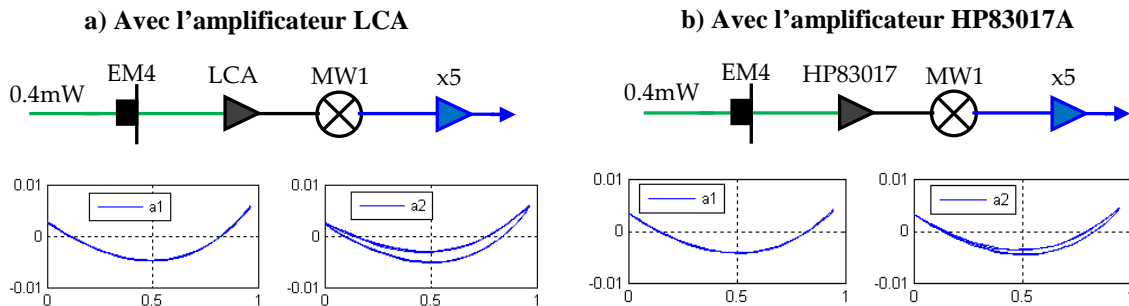 a) Avec l'amplificateur LCA
EM4 LCA MW1 x5
0.4mW
0.01
0
-0.01
0 0.5 1
a1
0.01
0
-0.01
0 0.5 1
a2
b) Avec l'amplificateur HP83017A
EM4 HP83017 MW1 x5
0.4mW
0.01
0
-0.01
0 0.5 1
a1
0.01
0
-0.01
0 0.5 1
a2